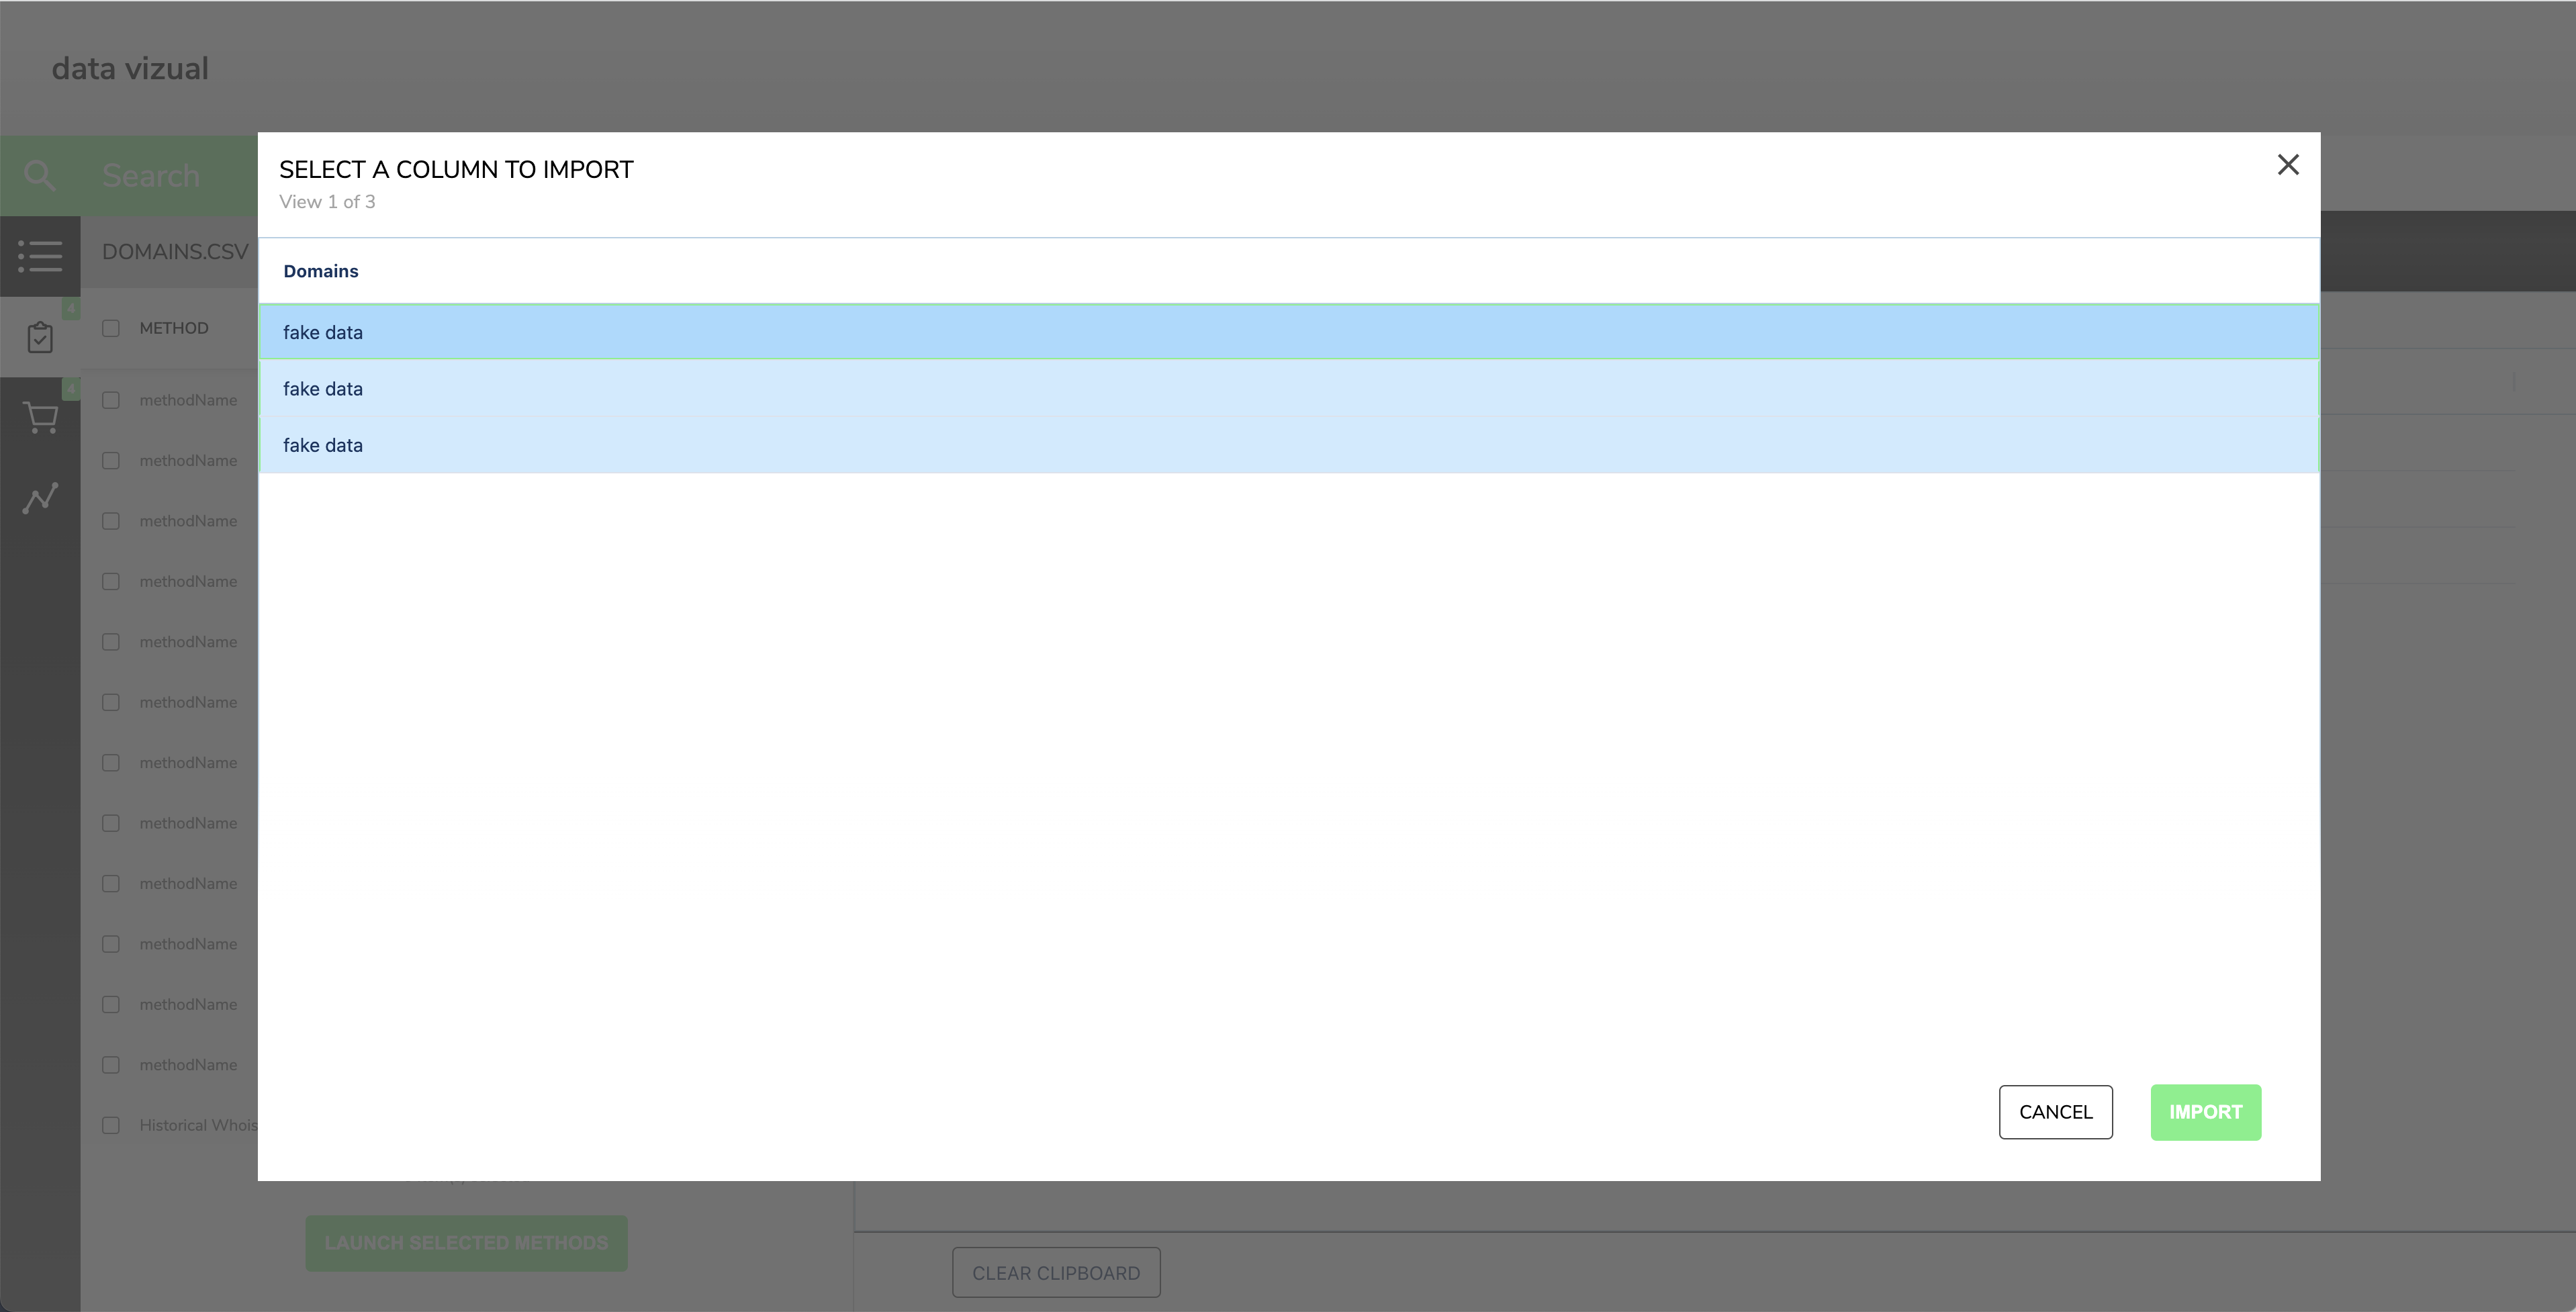 data vizual
Search
SELECT A COLUMN TO IMPORT
View 1 of 3
DOMAINS.CSV
Domains
4
METHOD
fake data
4
methodName
fake data
methodName
fake data
methodName
methodName
methodName
methodName
methodName
methodName
methodName
methodName
methodName
methodName
Historical Whois
CANCEL
IMPORT
LAUNCH SELECTED METHODS
CLEAR CLIPBOARD